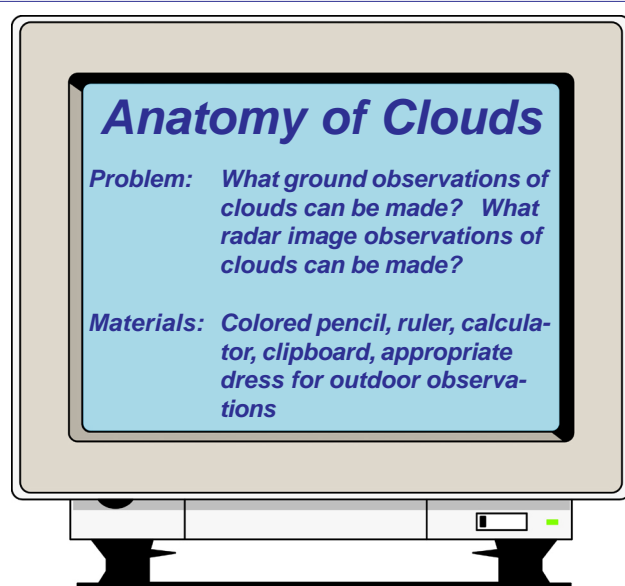 Anatomy of Clouds
Problem: What ground observations of
clouds can be made? What
radar image observations of
clouds can be made?
Materials: Colored pencil, ruler, calcula-
tor, clipboard, appropriate
dress for outdoor observa-
tions